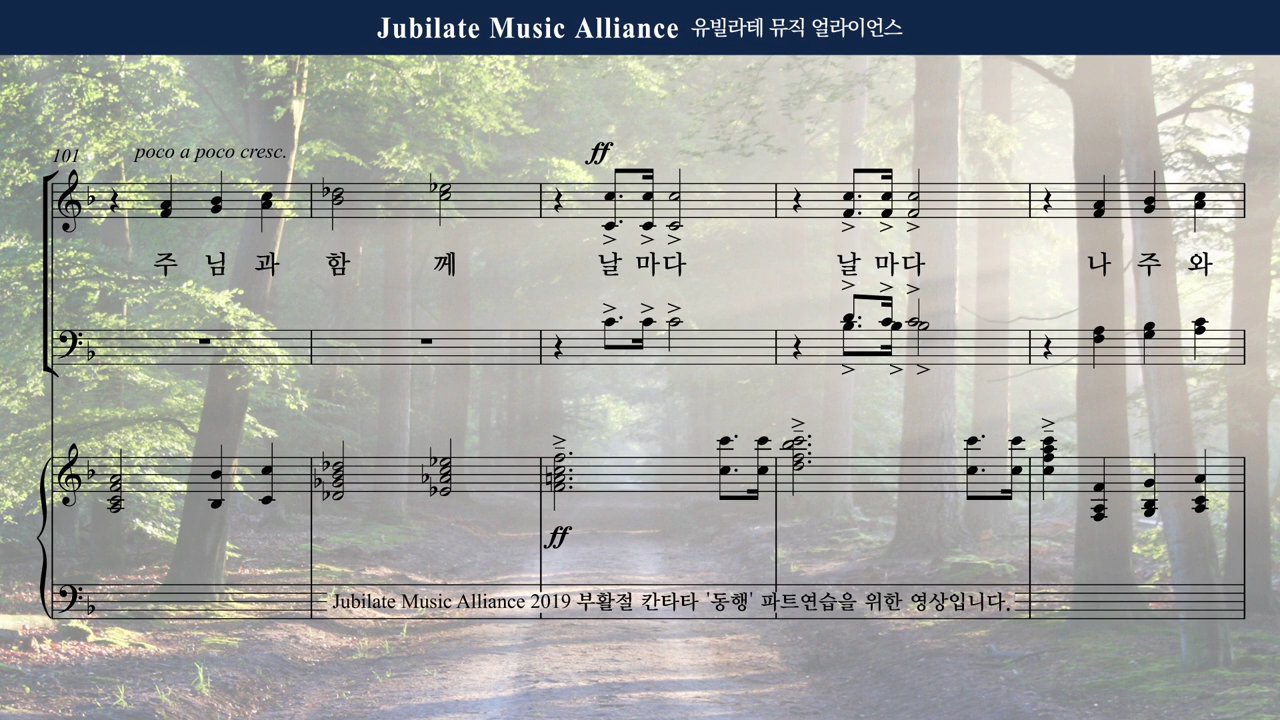 Jubilate Music Alliance 유빌라테 뮤직 얼라이언스
101 poco a poco cresc. ff
주 님 과 함 께 날 마 다 날 마 다 나 주 와
ff
Jubilate Music Alliance 2019 부활절 칸타타 '동행' 파트연습을 위한 영상입니다.